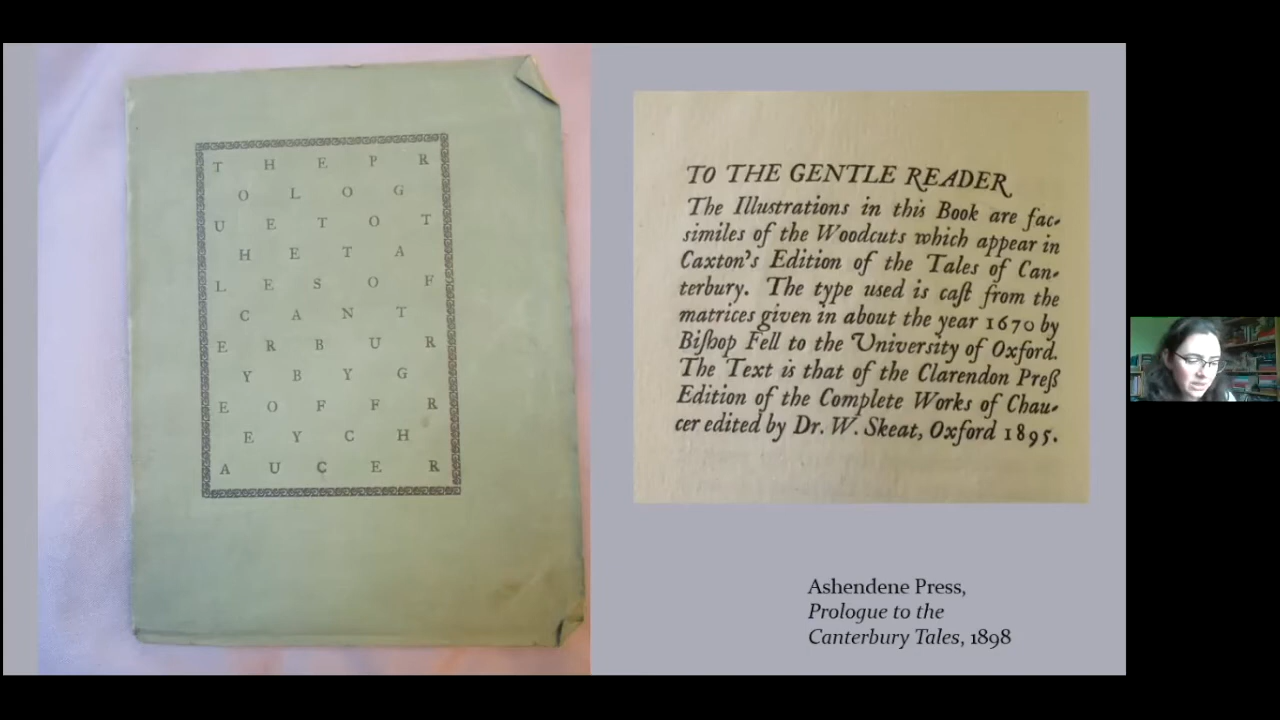 T H E P R
O L O G
U E T O T
H E T A
L E S O F
C A N T
E R B U R
Y B Y G
E O F F R
E Y C H
A U C E R
TO THE GENTLE READER
The Illustrations in this Book are fac-
similes of the Woodcuts which appear in
Caxton's Edition of the Tales of Can-
terbury. The type used is caſt from the
matrices given in about the year 1670 by
Biſhop Fell to the University of Oxford.
The Text is that of the Clarendon Preß
Edition of the Complete Works of Chau-
cer edited by Dr. W. Skeat, Oxford 1895.
Ashendene Press,
Prologue to the
Canterbury Tales, 1898